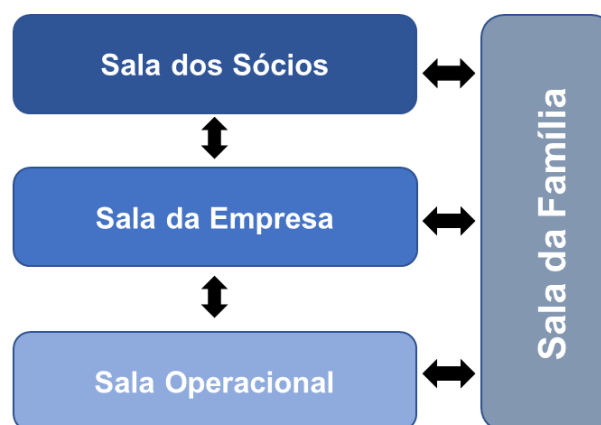 Sala dos Sócios
Sala da Empresa
Sala Operacional
Sala da Família